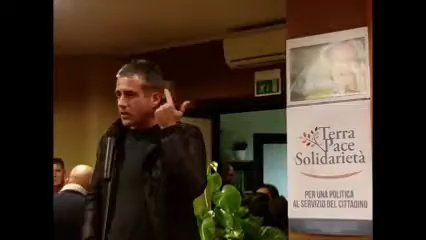 Terra
Pace
Solidarietà
PER UNA POLITICA
AL SERVIZIO DEL CITTADINO